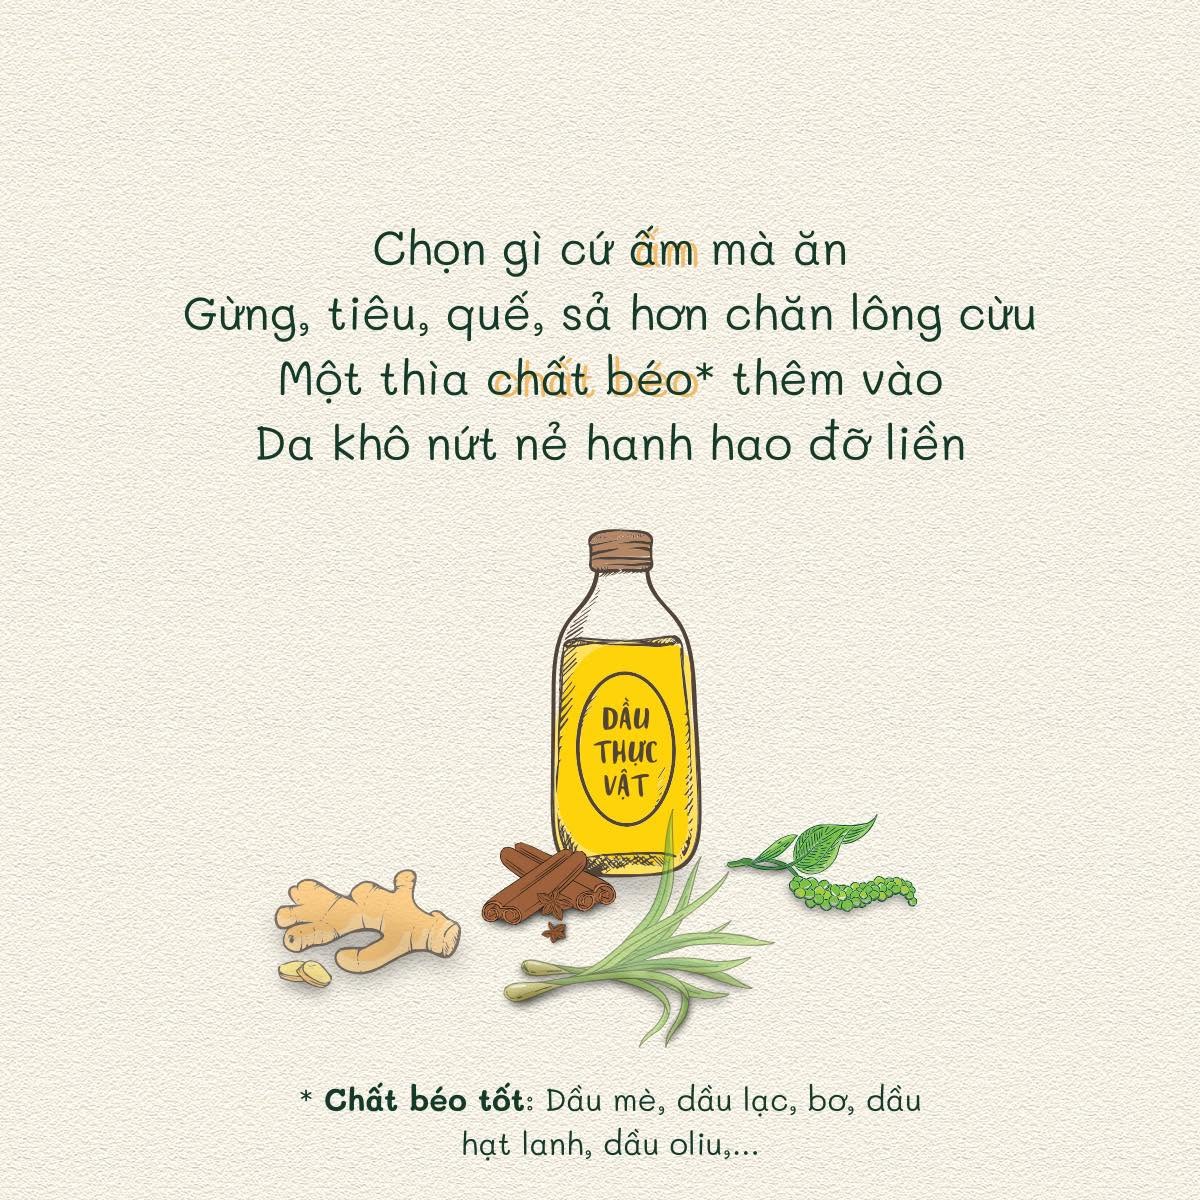 Chọn gì cứ ấm mà ăn
Gừng, tiêu, quế, sả hơn chăn lông cừu
Một thìa chất béo* thêm vào
Da khô nứt nẻ hanh hao đỡ liền
DẦU
THỰC
VẬT
* Chất béo tốt: Dầu mè, dầu lạc, bơ, dầu
hạt lanh, dầu oliu,...